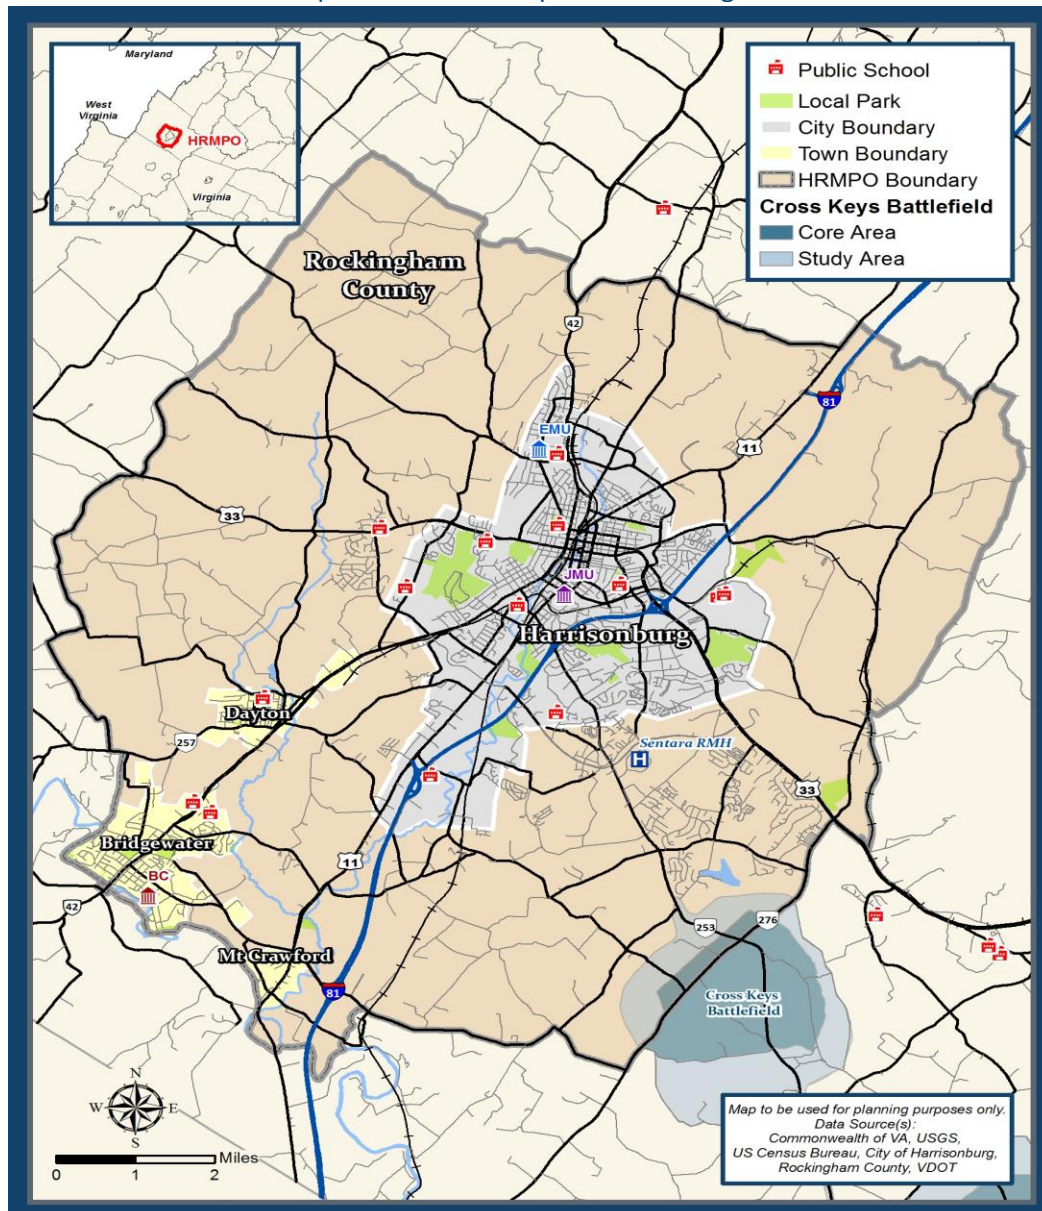 Maryland
West
Virginia
HRMPO
Virginia
Public School
Local Park
City Boundary
Town Boundary
HRMPO Boundary
Cross Keys Battlefield
Core Area
Study Area
Rockingham
County
42
81
EMU
11
33
JMU
Harrisonburg
Dayton
257
Sentara RMH
H
33
Bridgewater
11
BC
42
253
276
Mt Crawford
81
Cross Keys
Battlefield
N
W
E
S
Miles
0
1
2
Map to be used for planning purposes only.
Data Source(s):
Commonwealth of VA, USGS,
US Census Bureau, City of Harrisonburg,
Rockingham County, VDOT